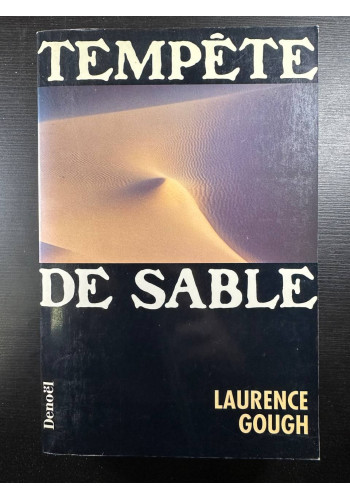 TEMPÊTE
DE SABLE
LAURENCE
GOUGH
Denoël